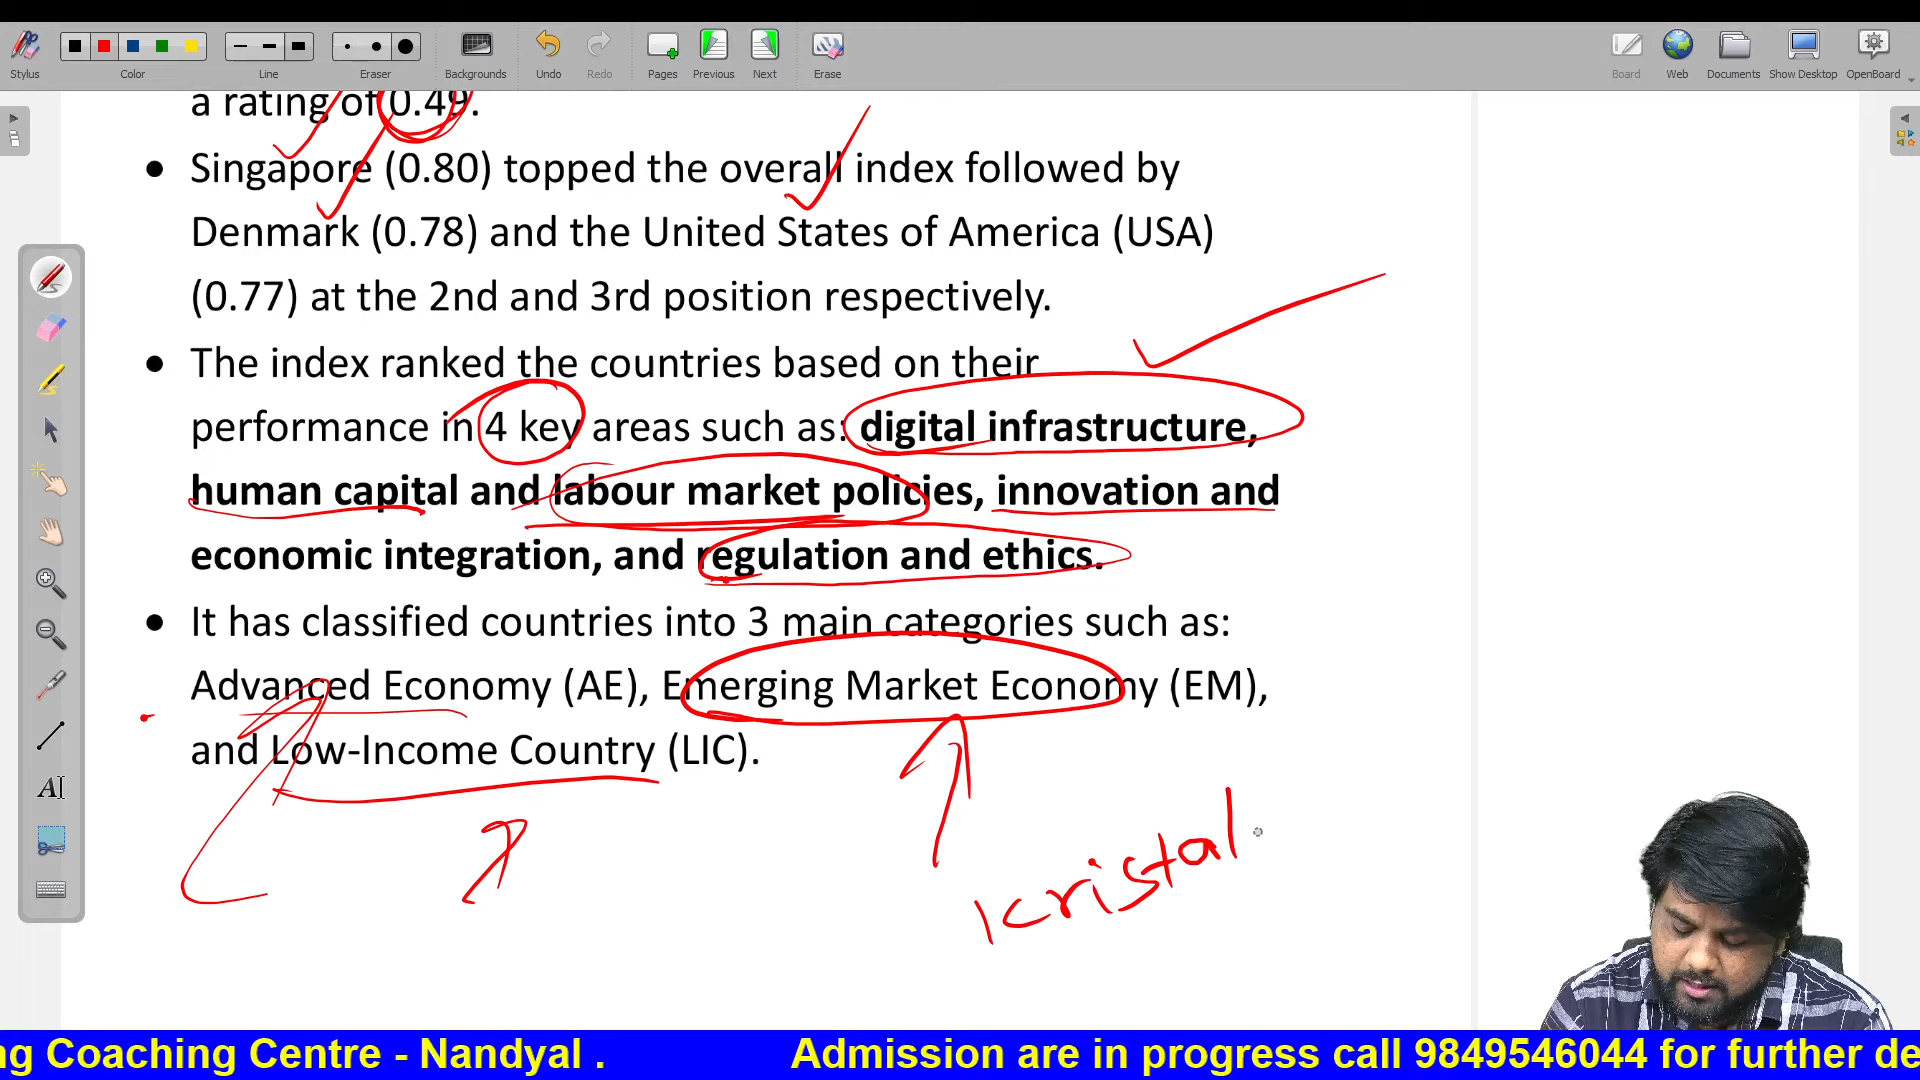 Stylus
Color
Line
Eraser
Backgrounds
Undo
Redo
Pages
Previous
Next
Erase
Board
Web
Documents
Show Desktop
OpenBoard
a rating of 0.49.
• Singapore (0.80) topped the overall index followed by
Denmark (0.78) and the United States of America (USA)
(0.77) at the 2nd and 3rd position respectively.
• The index ranked the countries based on their
performance in 4 key areas such as: digital infrastructure,
human capital and labour market policies, innovation and
economic integration, and regulation and ethics.
• It has classified countries into 3 main categories such as:
Advanced Economy (AE), Emerging Market Economy (EM),
and Low-Income Country (LIC).
kristal
ng Coaching Centre - Nandyal .
Admission are in progress call 9849546044 for further de